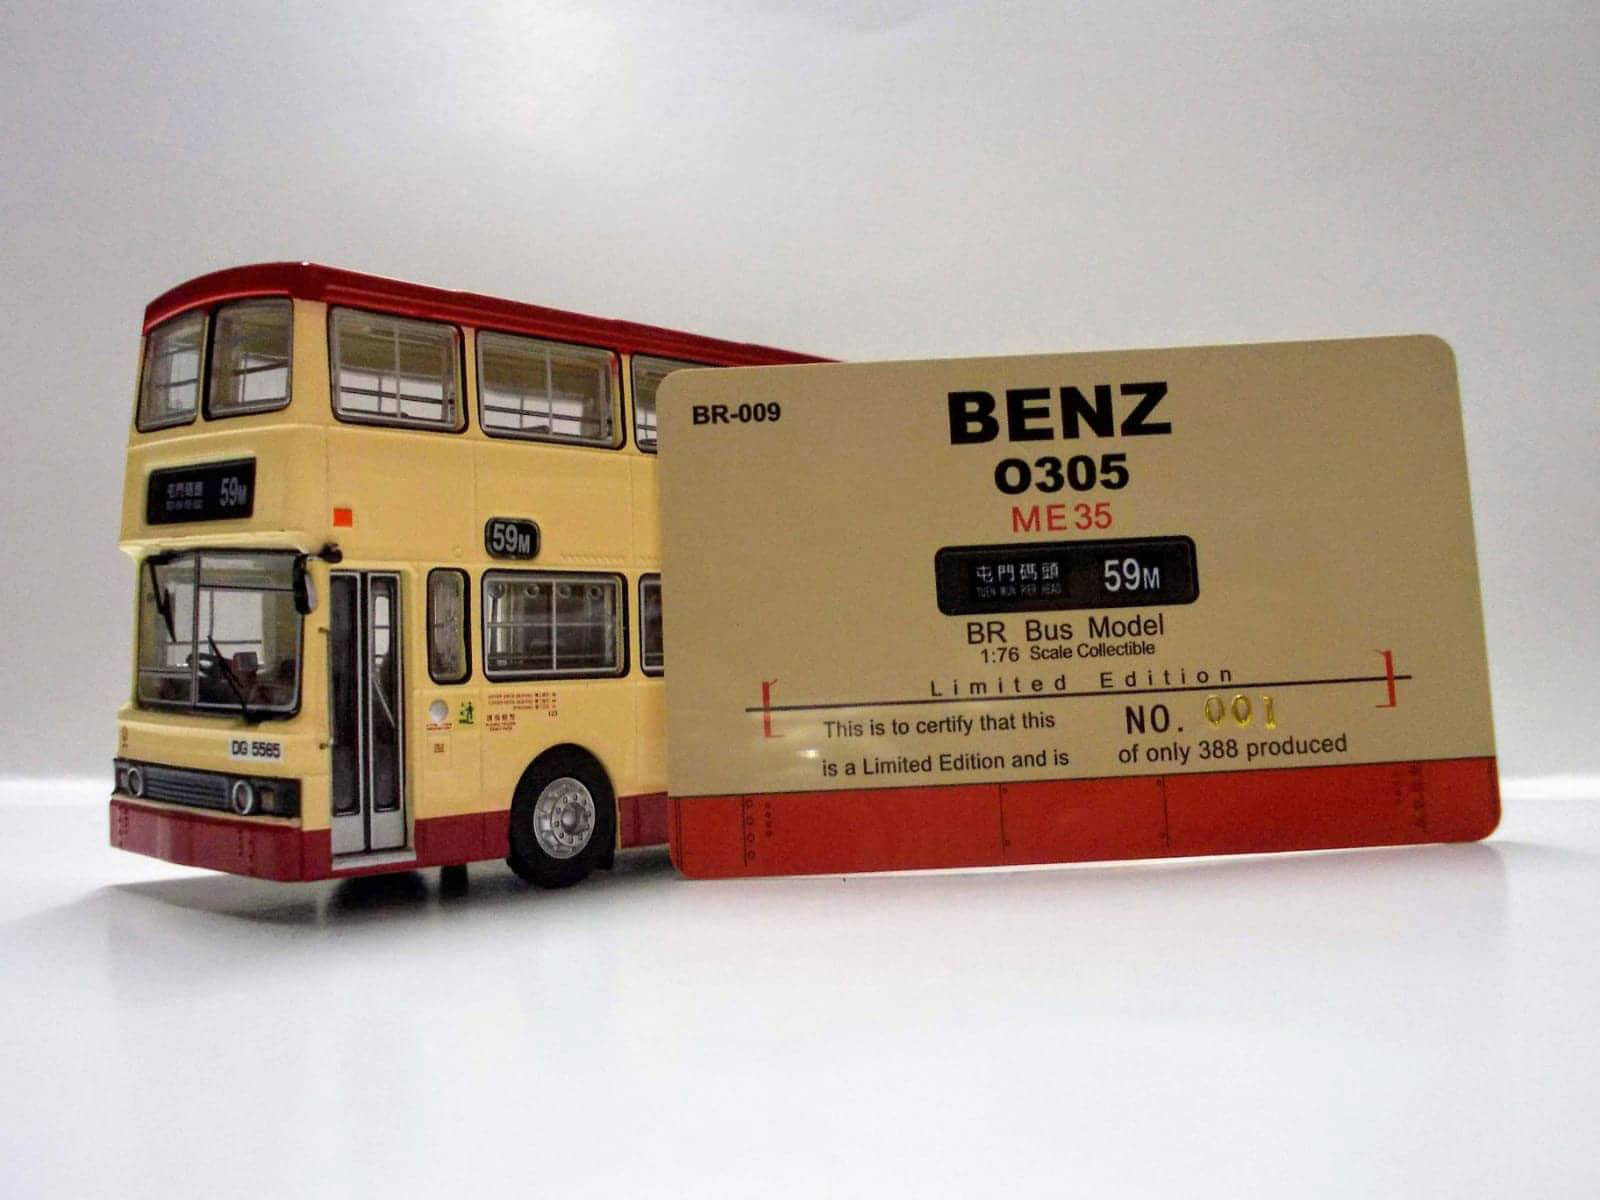 屯門碼頭 59M
59M
DG 5565
BR-009
BENZ
O305
ME35
屯門碼頭 59M
TUEN MUN PIER HEAD
BR Bus Model
1:76 Scale Collectible
Limited Edition
This is to certify that this NO. 001
is a Limited Edition and is of only 388 produced